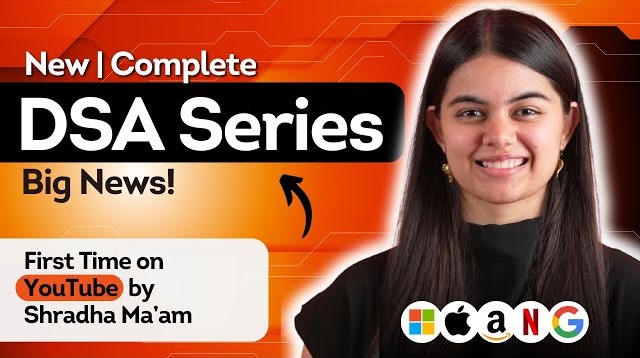 New | Complete
DSA Series
Big News!
First Time on
YouTube by
Shradha Ma'am